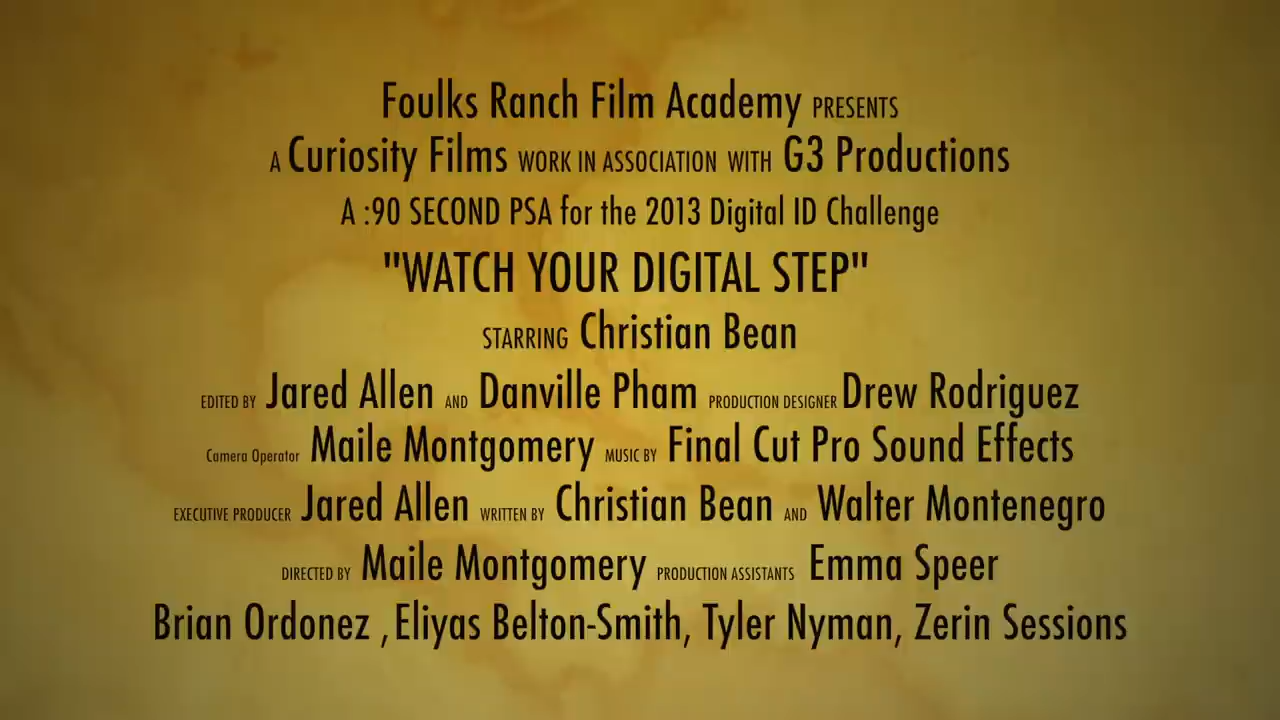 Foulks Ranch Film Academy PRESENTS
A Curiosity Films WORK IN ASSOCIATION WITH G3 Productions
A :90 SECOND PSA for the 2013 Digital ID Challenge
"WATCH YOUR DIGITAL STEP"
STARRING Christian Bean
EDITED BY Jared Allen AND Danville Pham PRODUCTION DESIGNER Drew Rodriguez
Camera Operator Maile Montgomery MUSIC BY Final Cut Pro Sound Effects
EXECUTIVE PRODUCER Jared Allen WRITTEN BY Christian Bean AND Walter Montenegro
DIRECTED BY Maile Montgomery PRODUCTION ASSISTANTS Emma Speer
Brian Ordonez ,Eliyas Belton-Smith, Tyler Nyman, Zerin Sessions